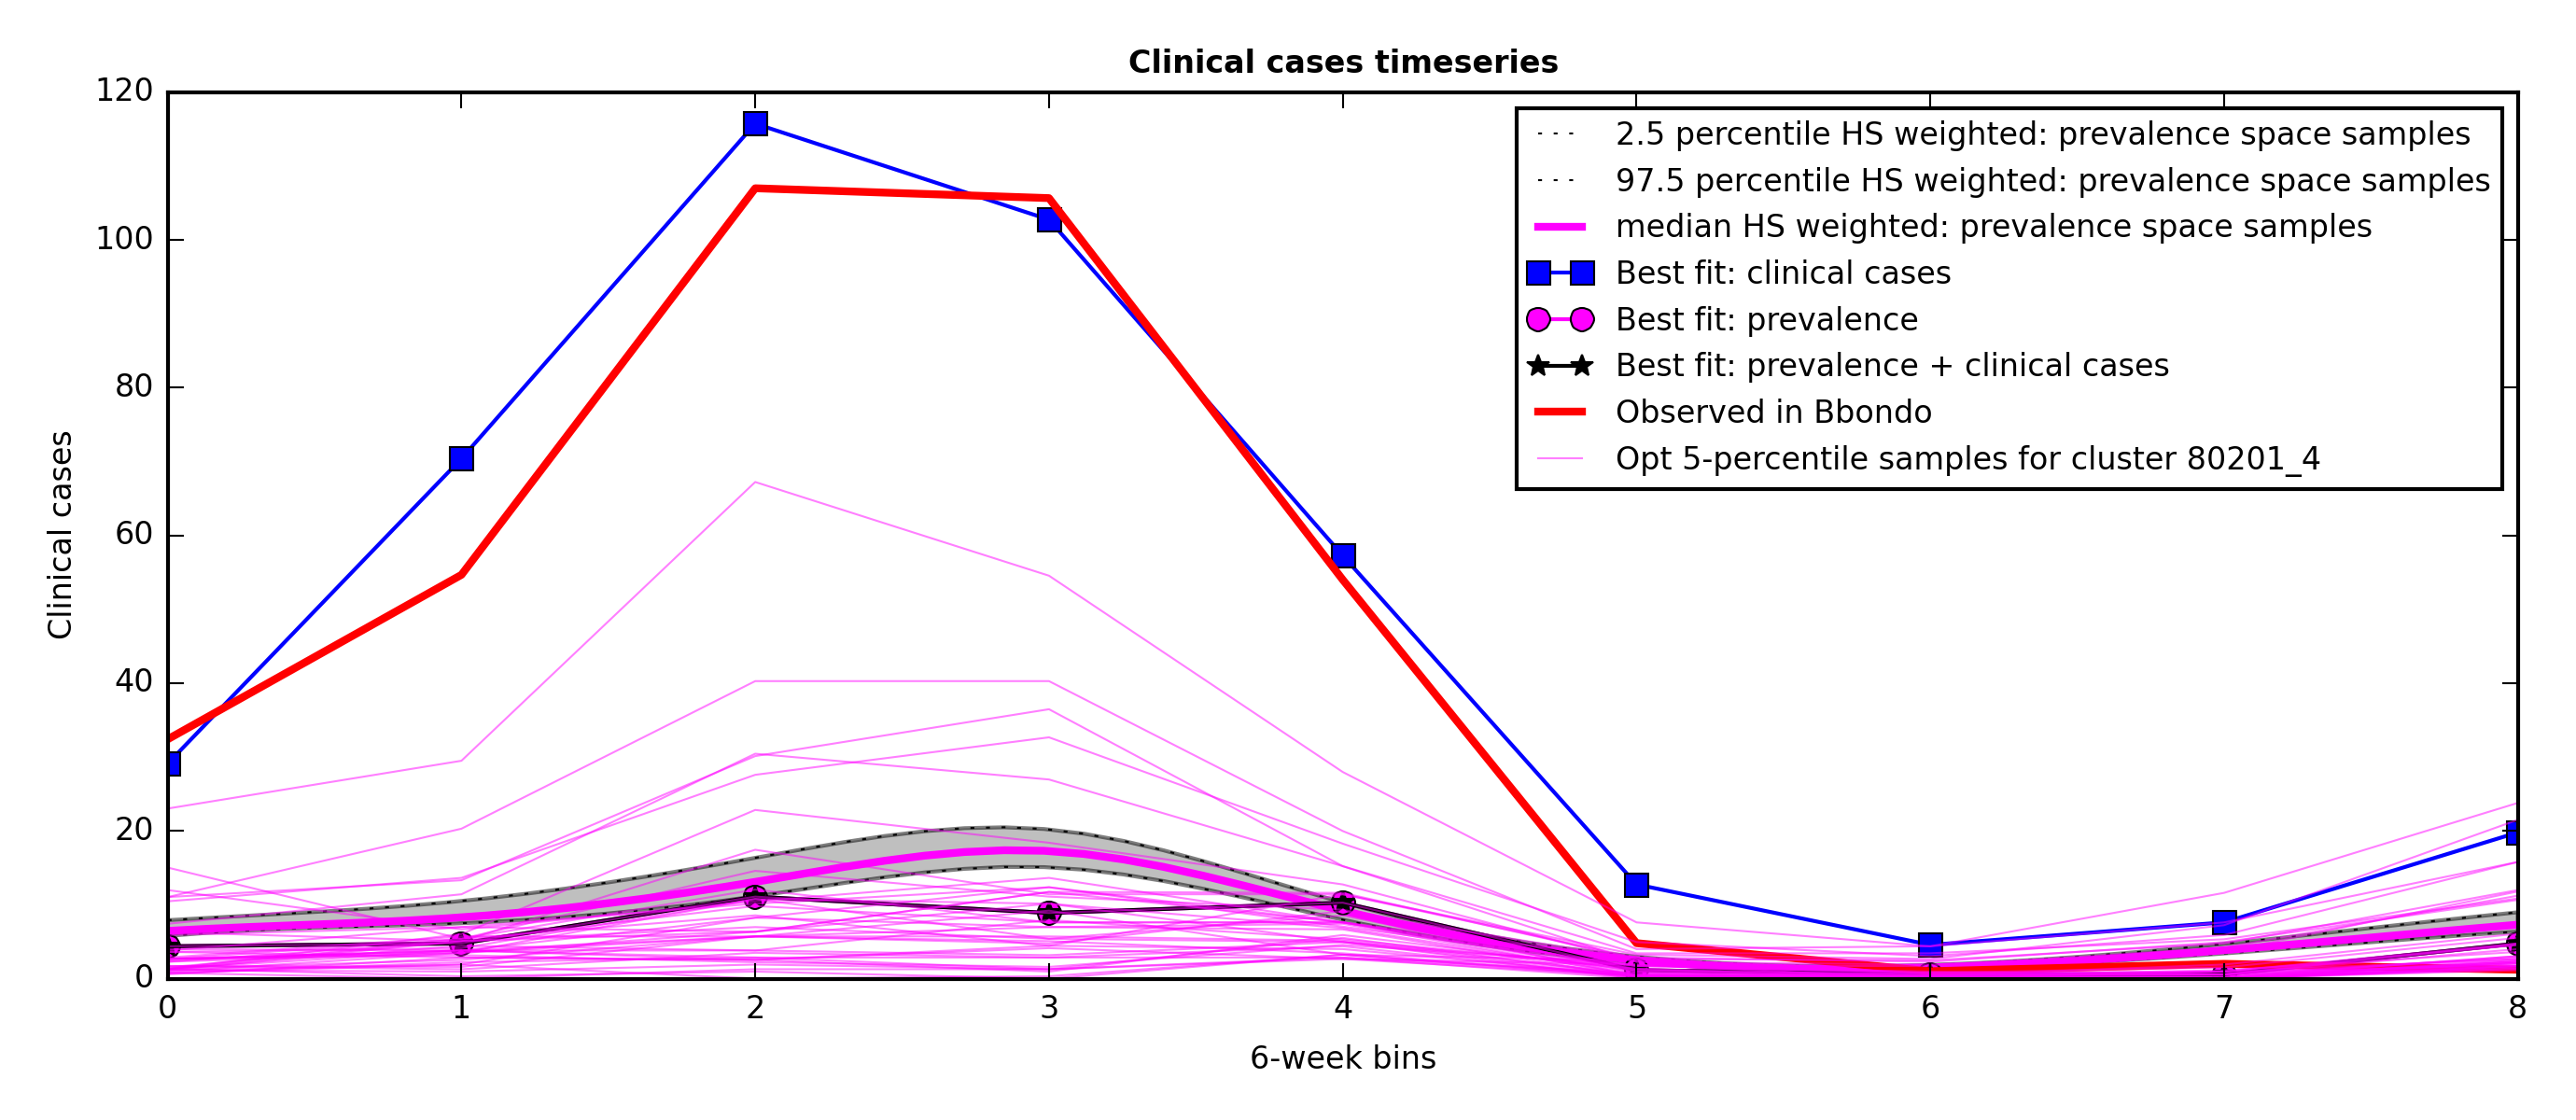 Clinical cases timeseries
120
100
80
60
40
20
0
Clinical cases
2.5 percentile HS weighted: prevalence space samples
97.5 percentile HS weighted: prevalence space samples
median HS weighted: prevalence space samples
Best fit: clinical cases
Best fit: prevalence
Best fit: prevalence + clinical cases
Observed in Bbondo
Opt 5-percentile samples for cluster 80201_4
0 1 2 3 4 5 6 7 8
6-week bins